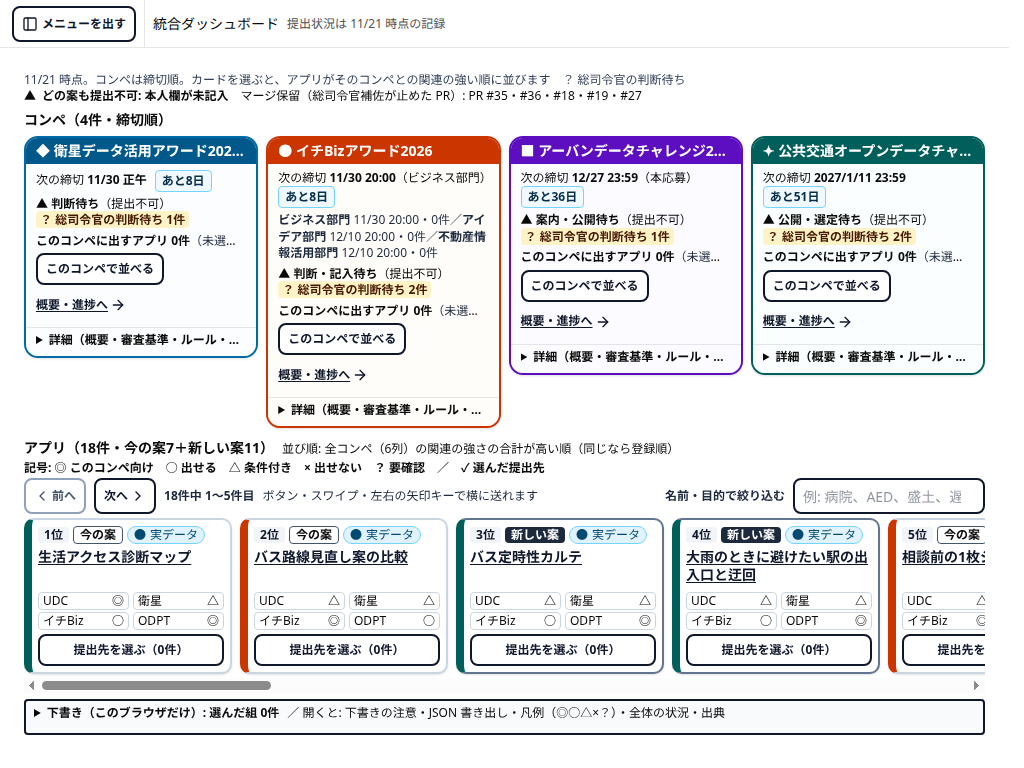 メニューを出す 統合ダッシュボード 提出状況は 11/21 時点の記録
11/21 時点。コンペは締切順。カードを選ぶと、アプリがそのコンペとの関連の強い順に並びます ？ 総司令官の判断待ち
▲ どの案も提出不可: 本人欄が未記入 マージ保留（総司令官補佐が止めた PR）: PR #35・#36・#18・#19・#27
コンペ（4件・締切順）
◆ 衛星データ活用アワード202…
次の締切 11/30 正午 あと8日
▲ 判断待ち（提出不可）
？ 総司令官の判断待ち 1件
このコンペに出すアプリ 0件（未選…
このコンペで並べる
概要・進捗へ →
▶ 詳細（概要・審査基準・ルール・…
● イチBizアワード2026
次の締切 11/30 20:00（ビジネス部門）
あと8日
ビジネス部門 11/30 20:00・0件／アイ
デア部門 12/10 20:00・0件／不動産情
報活用部門 12/10 20:00・0件
▲ 判断・記入待ち（提出不可）
？ 総司令官の判断待ち 2件
このコンペに出すアプリ 0件（未選…
このコンペで並べる
概要・進捗へ →
▶ 詳細（概要・審査基準・ルール・…
■ アーバンデータチャレンジ2…
次の締切 12/27 23:59（本応募）
あと36日
▲ 案内・公開待ち（提出不可）
？ 総司令官の判断待ち 1件
このコンペに出すアプリ 0件（未選…
このコンペで並べる
概要・進捗へ →
▶ 詳細（概要・審査基準・ルール・…
✦ 公共交通オープンデータチャ…
次の締切 2027/1/11 23:59
あと51日
▲ 公開・選定待ち（提出不可）
？ 総司令官の判断待ち 2件
このコンペに出すアプリ 0件（未選…
このコンペで並べる
概要・進捗へ →
▶ 詳細（概要・審査基準・ルール・…
アプリ（18件・今の案7＋新しい案11） 並び順: 全コンペ（6列）の関連の強さの合計が高い順（同じなら登録順）
記号: ◎ このコンペ向け ○ 出せる △ 条件付き × 出せない ？ 要確認 ／ ✓ 選んだ提出先
前へ 次へ 18件中 1〜5件目 ボタン・スワイプ・左右の矢印キーで横に送れます 名前・目的で絞り込む 例: 病院、AED、盛土、遅
1位 今の案 ● 実データ
生活アクセス診断マップ
UDC ◎ 衛星 △
イチBiz ○ ODPT ◎
提出先を選ぶ（0件）
2位 今の案 ● 実データ
バス路線見直し案の比較
UDC △ 衛星 △
イチBiz ◎ ODPT ○
提出先を選ぶ（0件）
3位 新しい案 ● 実データ
バス定時性カルテ
UDC △ 衛星 △
イチBiz ○ ODPT ◎
提出先を選ぶ（0件）
4位 新しい案 ● 実データ
大雨のときに避けたい駅の出
入口と迂回
UDC △ 衛星 △
イチBiz ○ ODPT ◎
提出先を選ぶ（0件）
5位 今の案
相談前の1枚
UDC
イチBiz
提出先を
▶ 下書き（このブラウザだけ）: 選んだ組 0件 ／ 開くと: 下書きの注意・JSON 書き出し・凡例（◎○△×？）・全体の状況・出典